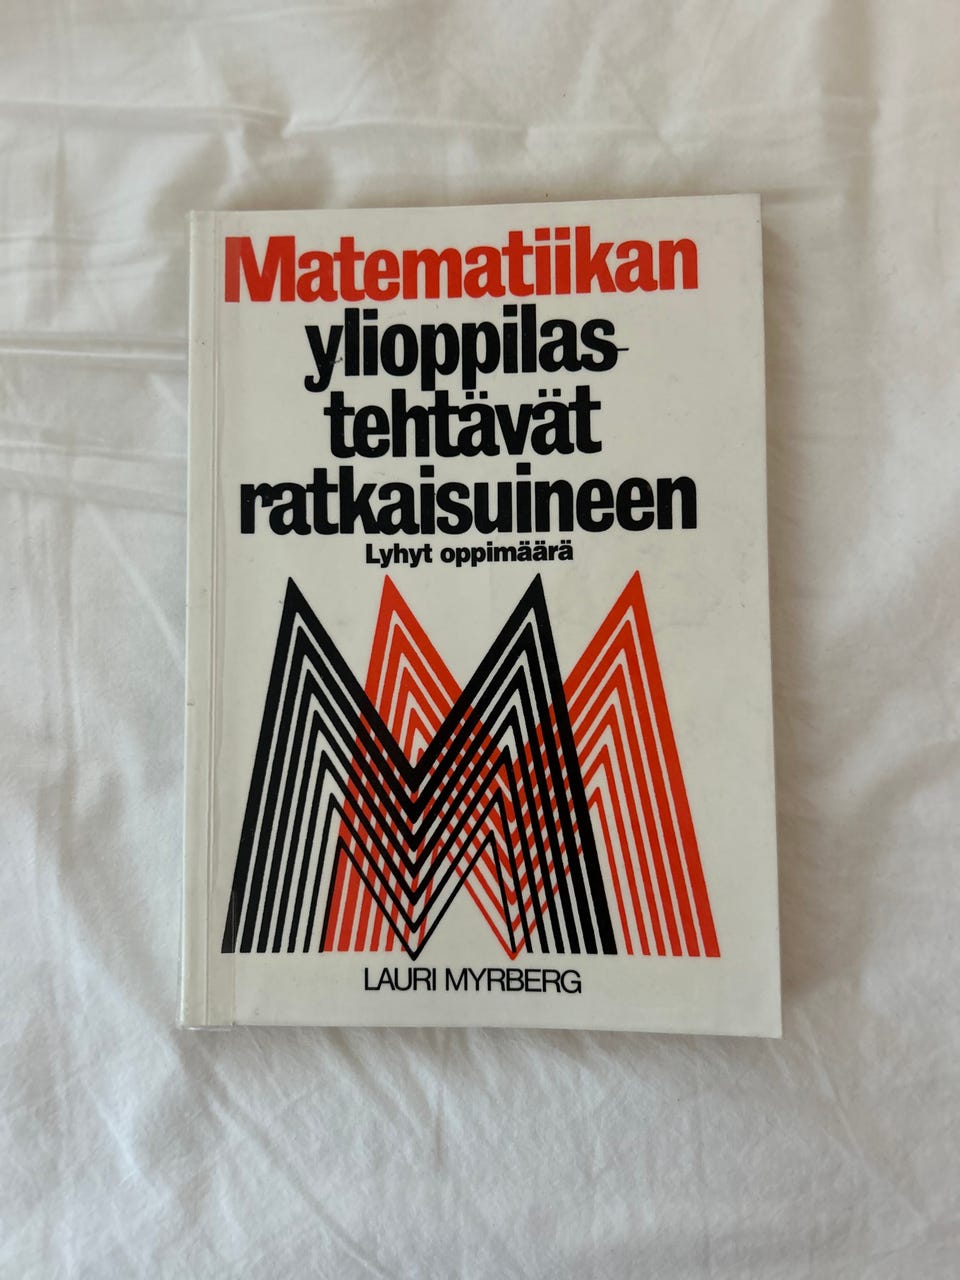 Matematiikan
ylioppilas-
tehtävät
ratkaisuineen
Lyhyt oppimäärä
LAURI MYRBERG